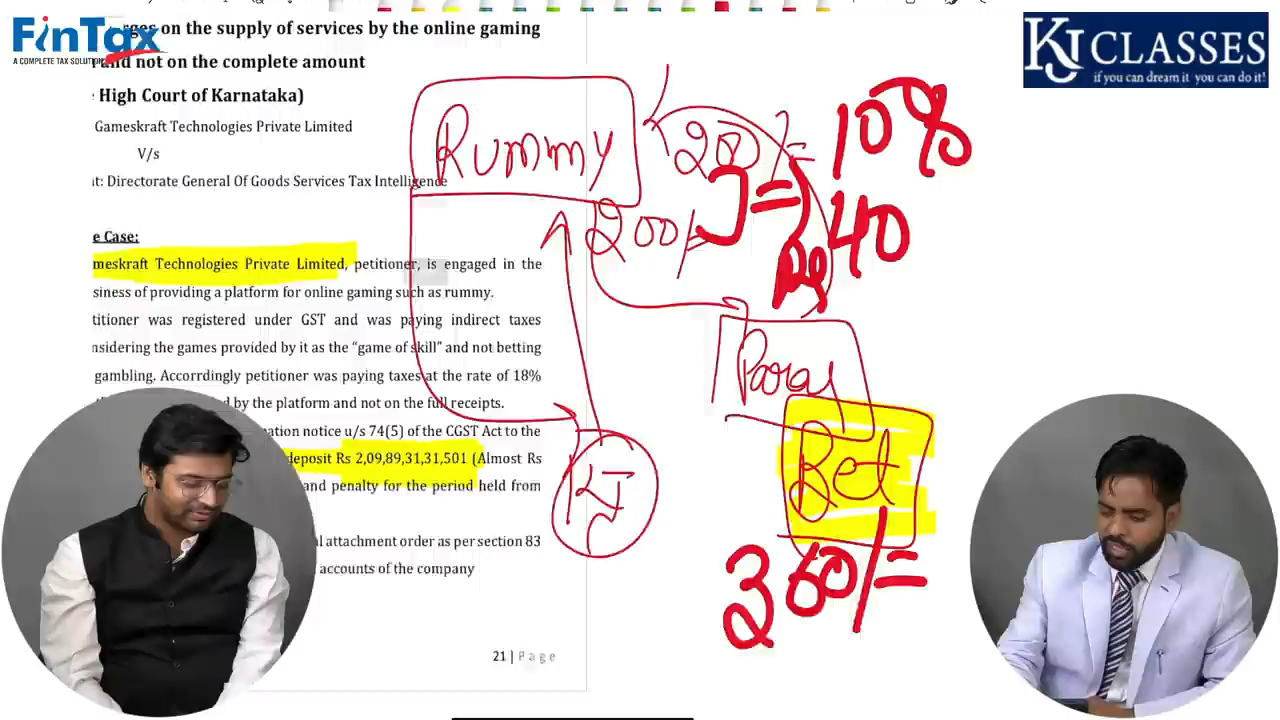 FinTax
A COMPLETE TAX SOLUTION
KJ CLASSES
if you can dream it you can do it!
on the supply of services by the online gaming
and not on the complete amount
High Court of Karnataka)
Gameskraft Technologies Private Limited
V/s
t: Directorate General Of Goods Services Tax Intelligence
e Case:
meskraft Technologies Private Limited, petitioner, is engaged in the
siness of providing a platform for online gaming such as rummy.
titioner was registered under GST and was paying indirect taxes
nsidering the games provided by it as the “game of skill” and not betting
gambling. Accorrdingly petitioner was paying taxes at the rate of 18%
d by the platform and not on the full receipts.
ation notice u/s 74(5) of the CGST Act to the
deposit Rs 2,09,89,31,31,501 (Almost Rs
and penalty for the period held from
l attachment order as per section 83
accounts of the company
21 | Page
Rummy
200/=
10%
200/=
40
Paras
KJ
Bet
360/=